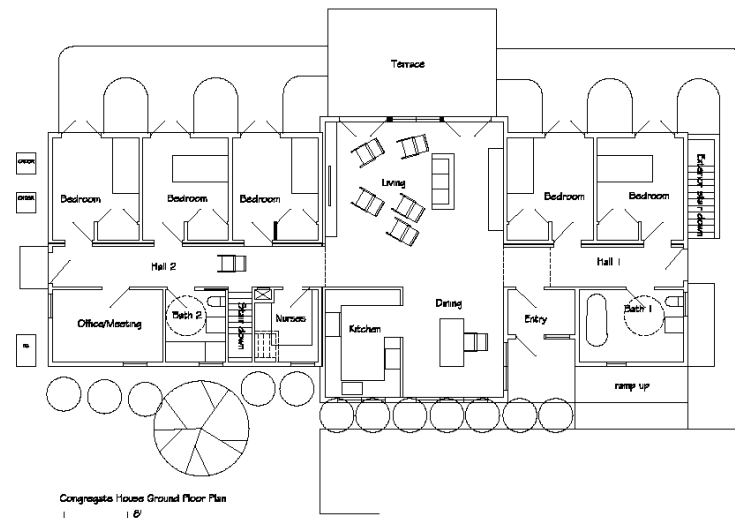 Terrace
Living
Bedroom
Bedroom
Bedroom
Bedroom
Bedroom
Exterior stair down
Hall 2
Hall 1
Office/Meeting
Bath 2
Stair down
Nurses
Kitchen
Dining
Entry
Bath 1
ramp up
Congregate House Ground Floor Plan
8'